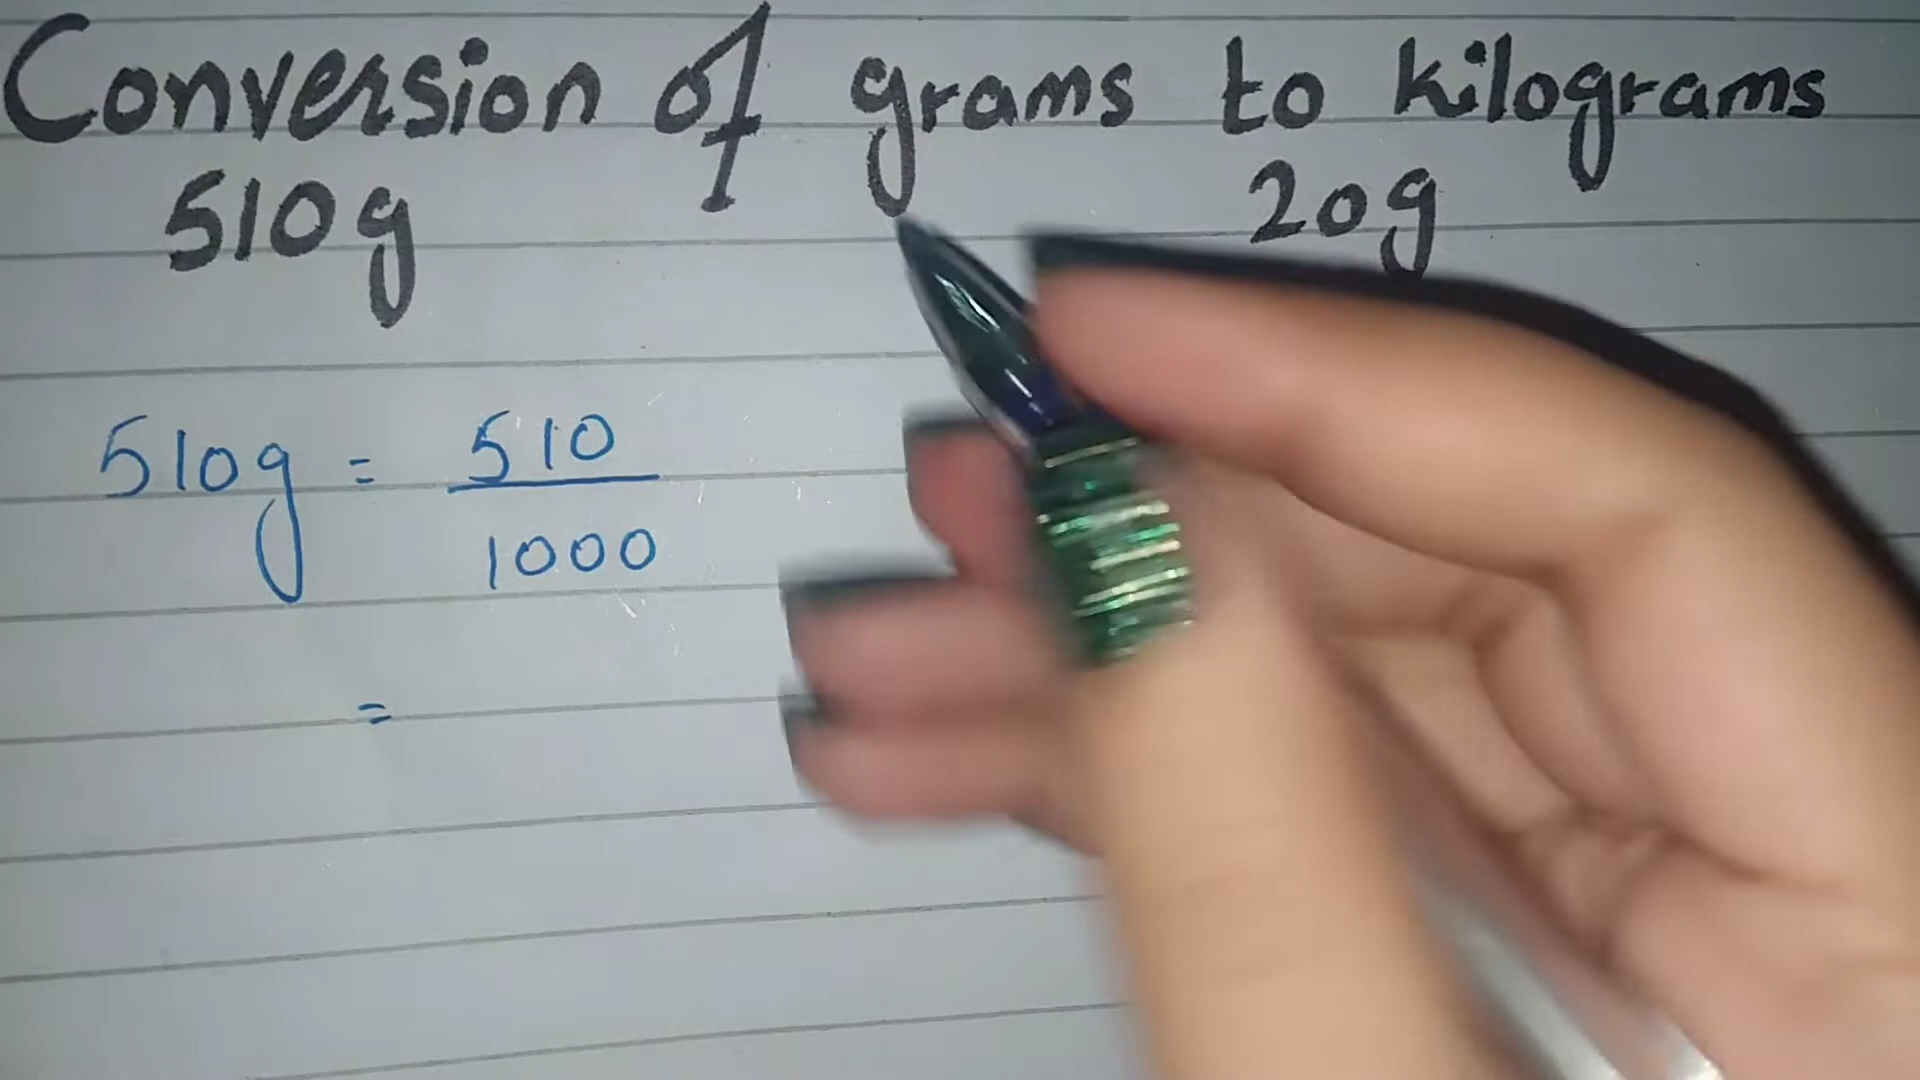 Conversion of grams to kilograms
510g 20g
510g = 510
1000
=